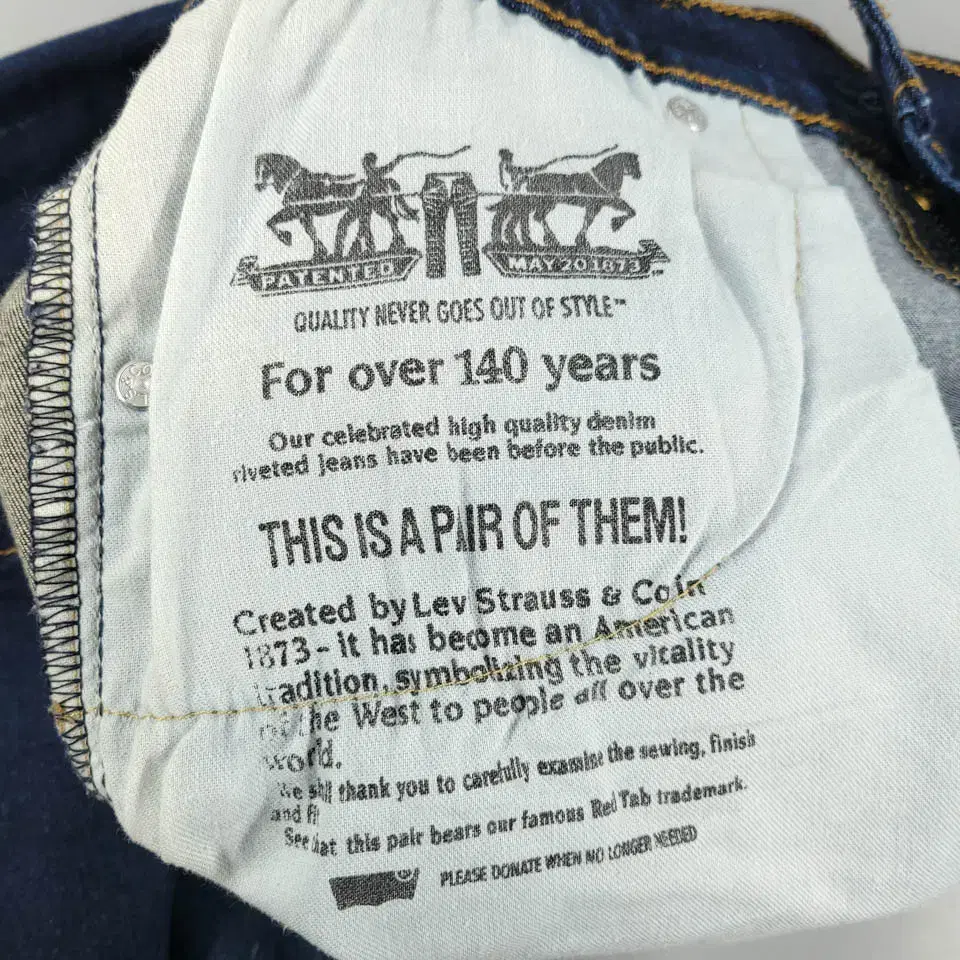 PATENTED MAY 20 1873
QUALITY NEVER GOES OUT OF STYLE™
For over 140 years
Our celebrated high quality denim
riveted jeans have been before the public.
THIS IS A PAIR OF THEM!
Created by Lev Strauss & Co in
1873 - it has become an American
tradition, symbolizing the vitality
of the West to people all over the
world.
We shll thank you to carefully examine the sewing, finish
and fi
See that this pair bears our famous Red Tab trademark.
PLEASE DONATE WHEN NO LONGER NEEDED